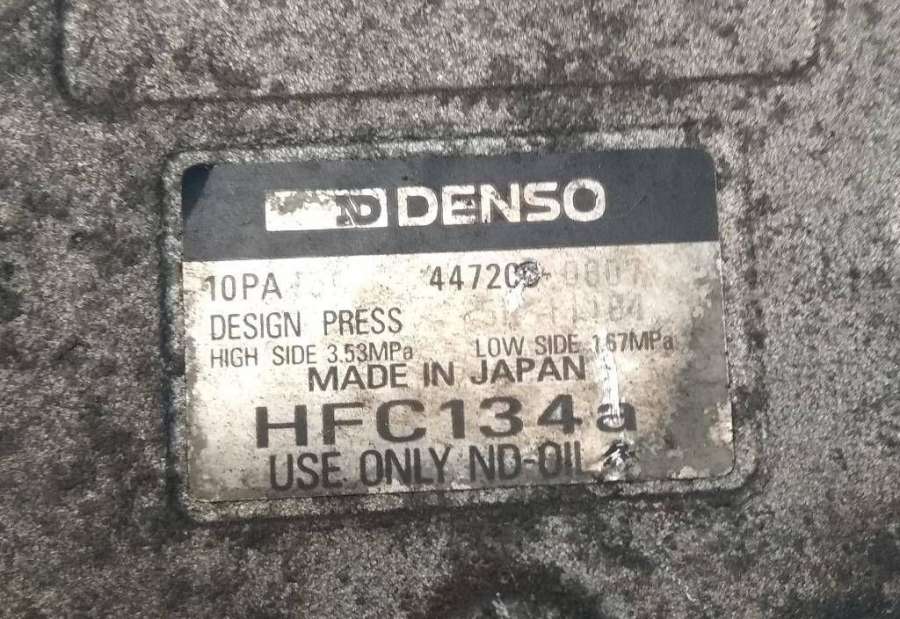 ND DENSO
10PA 447200-0807
DESIGN PRESS
HIGH SIDE 3.53MPa LOW SIDE 1.67MPa
MADE IN JAPAN
HFC134a
USE ONLY ND-OIL